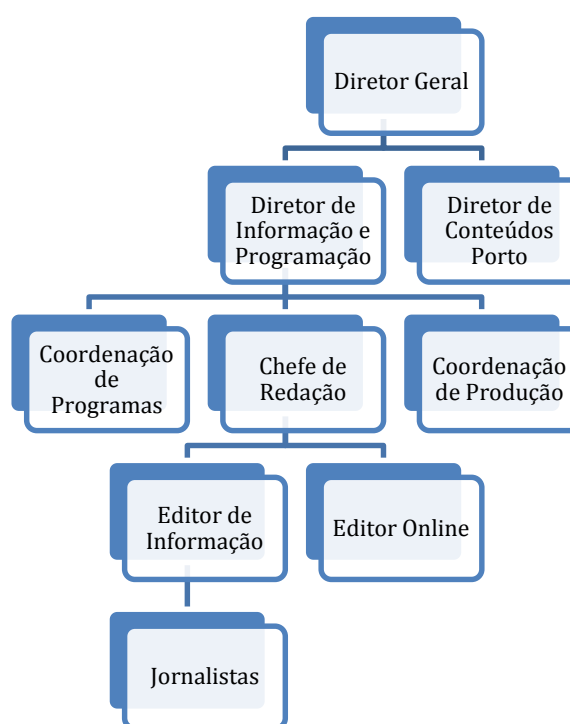 Diretor Geral
Diretor de
Informação e
Programação
Diretor de
Conteúdos
Porto
Coordenação
de
Programas
Chefe de
Redação
Coordenação
de Produção
Editor de
Informação
Editor Online
Jornalistas